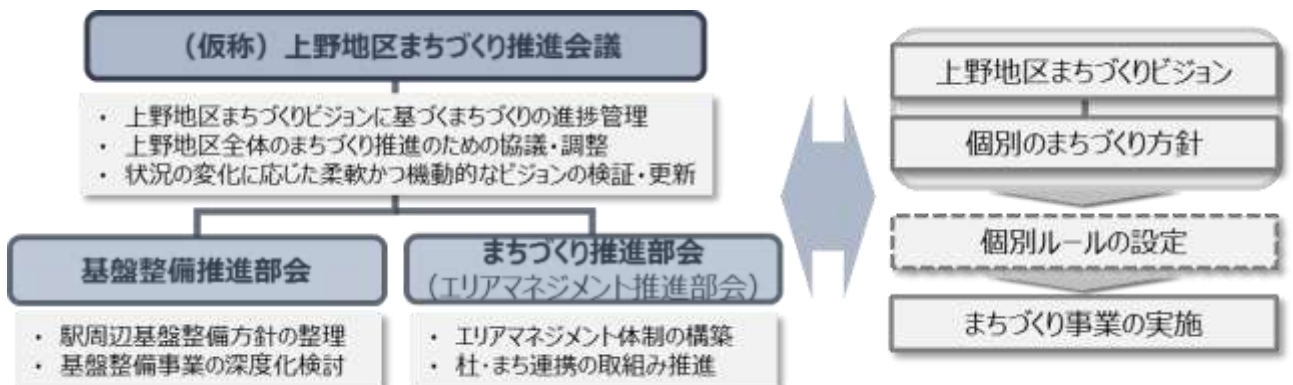 （仮称）上野地区まちづくり推進会議
・ 上野地区まちづくりビジョンに基づくまちづくりの進捗管理
・ 上野地区全体のまちづくり推進のための協議・調整
・ 状況の変化に応じた柔軟かつ機動的なビジョンの検証・更新
基盤整備推進部会
・ 駅周辺基盤整備方針の整理
・ 基盤整備事業の深度化検討
まちづくり推進部会
（エリアマネジメント推進部会）
・ エリアマネジメント体制の構築
・ 杜・まち連携の取組み推進
上野地区まちづくりビジョン
個別のまちづくり方針
個別ルールの設定
まちづくり事業の実施